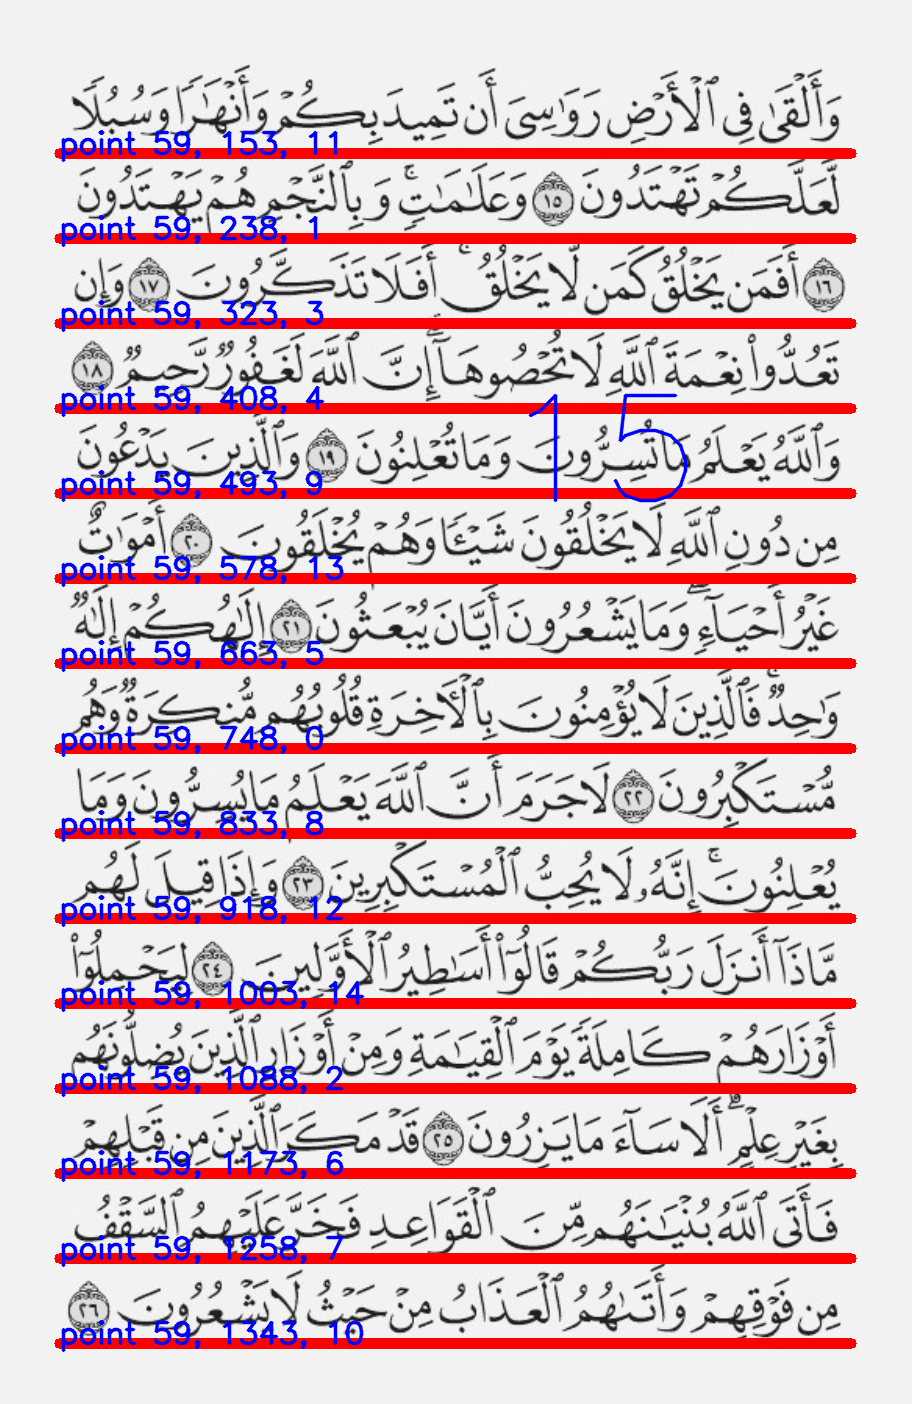 وَأَلْقَىٰ فِي ٱلْأَرْضِ رَوَٰسِىَ أَن تَمِيدَ بِكُمْ وَأَنْهَٰرًا وَسُبُلًا
point 59, 153, 11
لَّعَلَّكُمْ تَهْتَدُونَ ١٥ وَعَلَٰمَٰتٍۚ وَبِٱلنَّجْمِ هُمْ يَهْتَدُونَ
point 59, 238, 1
١٦ أَفَمَن يَخْلُقُ كَمَن لَّا يَخْلُقُۚ أَفَلَا تَذَكَّرُونَ ١٧ وَإِن
point 59, 323, 3
تَعُدُّوا۟ نِعْمَةَ ٱللَّهِ لَا تُحْصُوهَآۗ إِنَّ ٱللَّهَ لَغَفُورٌ رَّحِيمٌ ١٨
point 59, 408, 4
15
وَٱللَّهُ يَعْلَمُ مَا تُسِرُّونَ وَمَا تُعْلِنُونَ ١٩ وَٱلَّذِينَ يَدْعُونَ
point 59, 493, 9
مِن دُونِ ٱللَّهِ لَا يَخْلُقُونَ شَيْـًٔا وَهُمْ يُخْلَقُونَ ٢٠ أَمْوَٰتٌ
point 59, 578, 13
غَيْرُ أَحْيَآءٍۖ وَمَا يَشْعُرُونَ أَيَّانَ يُبْعَثُونَ ٢١ إِلَٰهُكُمْ إِلَٰهٌ
point 59, 663, 5
وَٰحِدٌۚ فَٱلَّذِينَ لَا يُؤْمِنُونَ بِٱلْأَخِرَةِ قُلُوبُهُم مُّنكِرَةٌ وَهُم
point 59, 748, 0
مُّسْتَكْبِرُونَ ٢٢ لَا جَرَمَ أَنَّ ٱللَّهَ يَعْلَمُ مَا يُسِرُّونَ وَمَا
point 59, 833, 8
يُعْلِنُونَۚ إِنَّهُۥ لَا يُحِبُّ ٱلْمُسْتَكْبِرِينَ ٢٣ وَإِذَا قِيلَ لَهُم
point 59, 918, 12
مَّاذَآ أَنزَلَ رَبُّكُمْ قَالُوٓا۟ أَسَٰطِيرُ ٱلْأَوَّلِينَ ٢٤ لِيَحْمِلُوٓا۟
point 59, 1003, 14
أَوْزَارَهُمْ كَامِلَةً يَوْمَ ٱلْقِيَٰمَةِ وَمِنْ أَوْزَارِ ٱلَّذِينَ يُضِلُّونَهُم
point 59, 1088, 2
بِغَيْرِ عِلْمٍۗ أَلَا سَآءَ مَا يَزِرُونَ ٢٥ قَدْ مَكَرَ ٱلَّذِينَ مِن قَبْلِهِمْ
point 59, 1173, 6
فَأَتَى ٱللَّهُ بُنْيَٰنَهُم مِّنَ ٱلْقَوَاعِدِ فَخَرَّ عَلَيْهِمُ ٱلسَّقْفُ
point 59, 1258, 7
مِن فَوْقِهِمْ وَأَتَىٰهُمُ ٱلْعَذَابُ مِنْ حَيْثُ لَا يَشْعُرُونَ ٢٦
point 59, 1343, 10